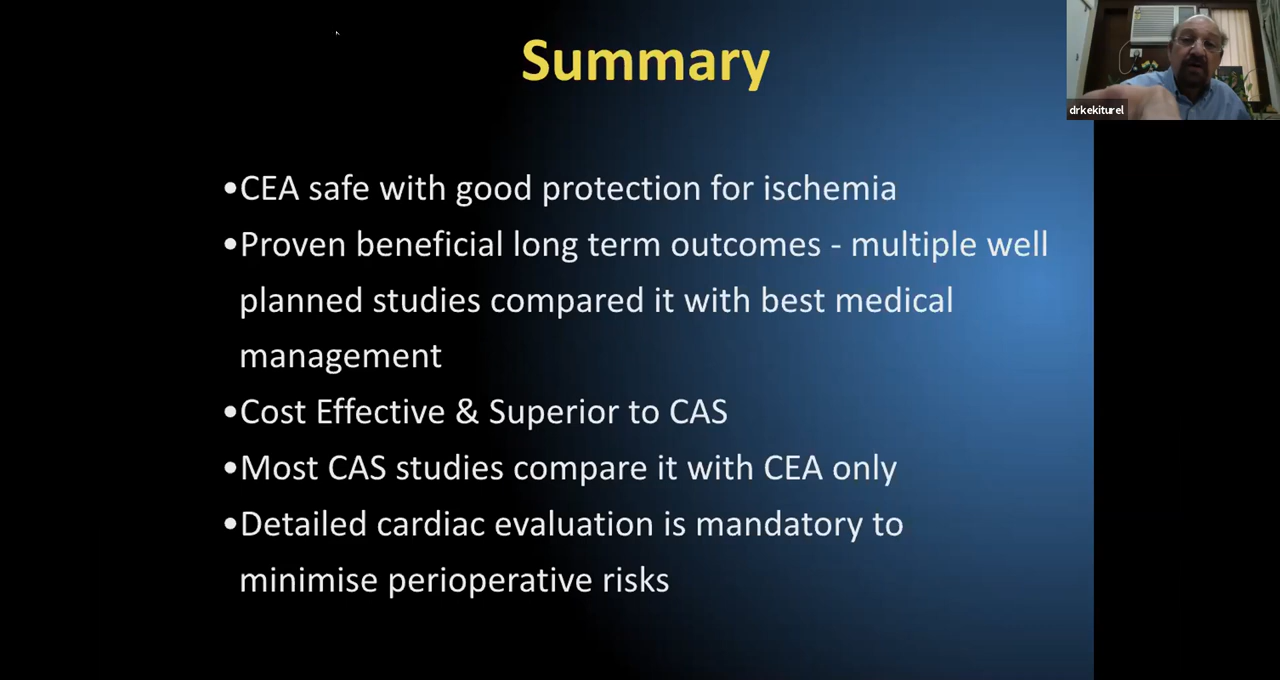 Summary
drkekiturel
•CEA safe with good protection for ischemia
•Proven beneficial long term outcomes - multiple well
planned studies compared it with best medical
management
•Cost Effective & Superior to CAS
•Most CAS studies compare it with CEA only
•Detailed cardiac evaluation is mandatory to
minimise perioperative risks